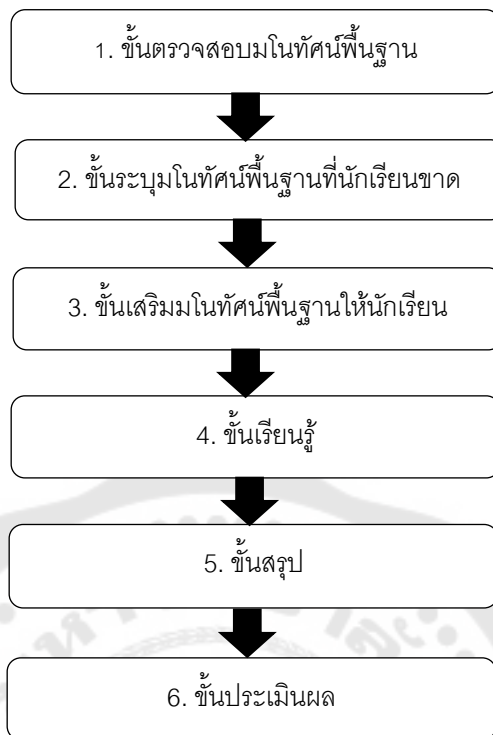 1. ขั้นตรวจสอบมโนทัศน์พื้นฐาน
2. ขั้นระบุมโนทัศน์พื้นฐานที่นักเรียนขาด
3. ขั้นเสริมมโนทัศน์พื้นฐานให้นักเรียน
4. ขั้นเรียนรู้
5. ขั้นสรุป
6. ขั้นประเมินผล